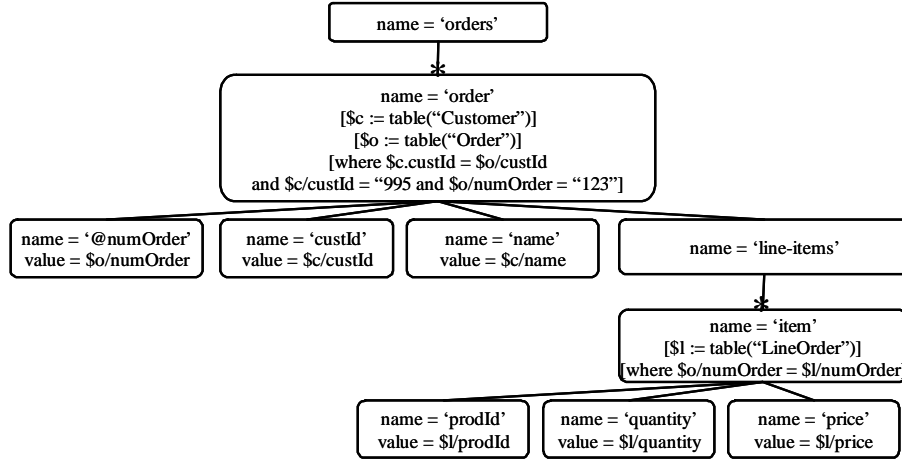 name = ‘orders’
*
name = ‘order’
[$c := table(“Customer”)]
[$o := table(“Order”)]
[where $c.custId = $o/custId
and $c/custId = “995 and $o/numOrder = “123”]
name = ‘@numOrder’
value = $o/numOrder
name = ‘custId’
value = $c/custId
name = ‘name’
value = $c/name
name = ‘line-items’
*
name = ‘item’
[$l := table(“LineOrder”)]
[where $o/numOrder = $l/numOrder]
name = ‘prodId’
value = $l/prodId
name = ‘quantity’
value = $l/quantity
name = ‘price’
value = $l/price